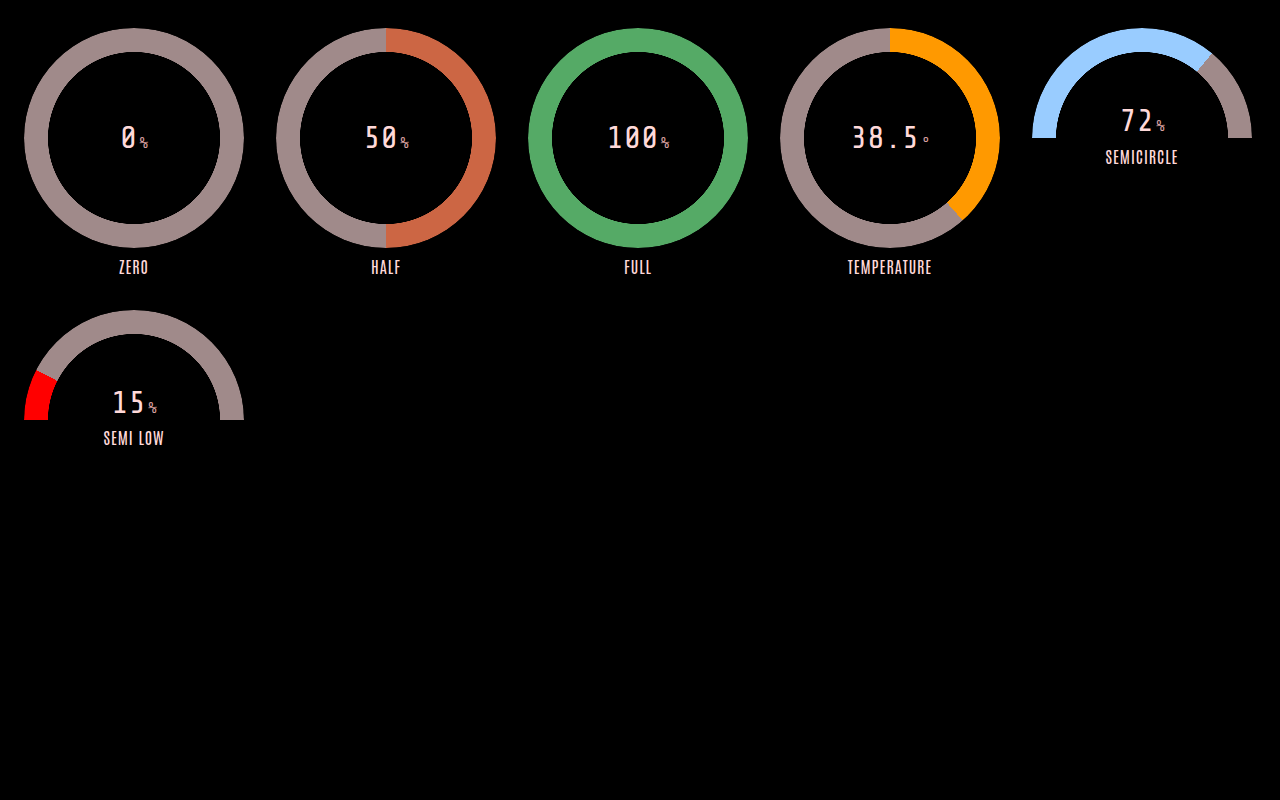 0%
50%
100%
38.5°
72%
SEMICIRCLE
ZERO
HALF
FULL
TEMPERATURE
15%
SEMI LOW